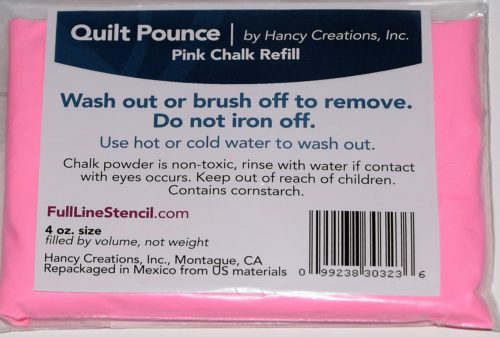 Quilt Pounce | by Hancy Creations, Inc.
Pink Chalk Refill
Wash out or brush off to remove.
Do not iron off.
Use hot or cold water to wash out.
Chalk powder is non-toxic, rinse with water if contact
with eyes occurs. Keep out of reach of children.
Contains cornstarch.
FullLineStencil.com
4 oz. size
filled by volume, not weight
Hancy Creations, Inc., Montague, CA
Repackaged in Mexico from US materials
0 99238 30323 6